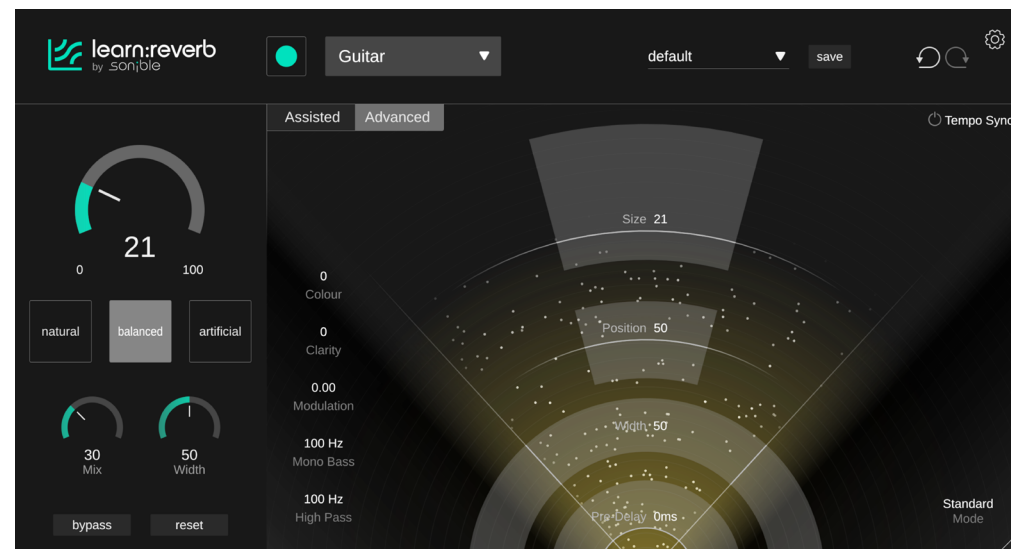 learn:reverb
by sonible
Guitar
default
save
Assisted
Advanced
Tempo Sync
21
0
100
natural
balanced
artificial
30
Mix
50
Width
bypass
reset
0
Colour
0
Clarity
0.00
Modulation
100 Hz
Mono Bass
100 Hz
High Pass
Size 21
Position 50
Width 50
Pre-Delay 0ms
Standard
Mode